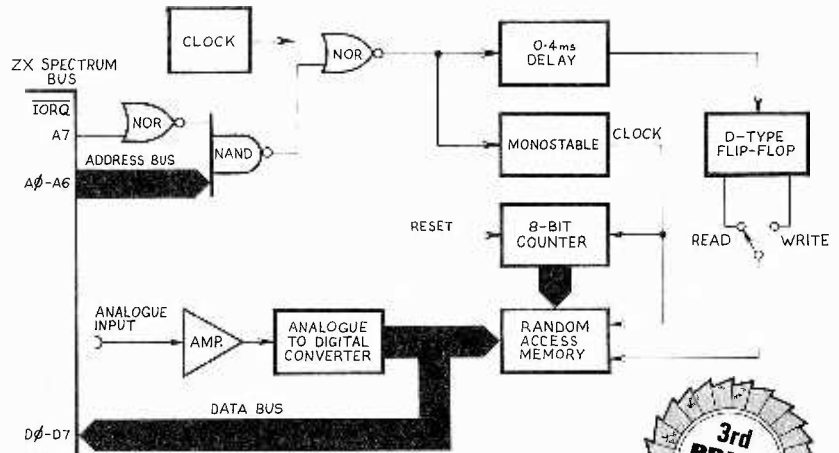 CLOCK
NOR
0·4ms
DELAY
ZX SPECTRUM
BUS
I̅O̅R̅Q̅
NOR
A7
NAND
MONOSTABLE
CLOCK
D-TYPE
FLIP-FLOP
ADDRESS BUS
AØ-A6
RESET
8-BIT
COUNTER
READ
WRITE
ANALOGUE
INPUT
AMP.
ANALOGUE
TO DIGITAL
CONVERTER
RANDOM
ACCESS
MEMORY
DATA BUS
DØ-D7
3rd